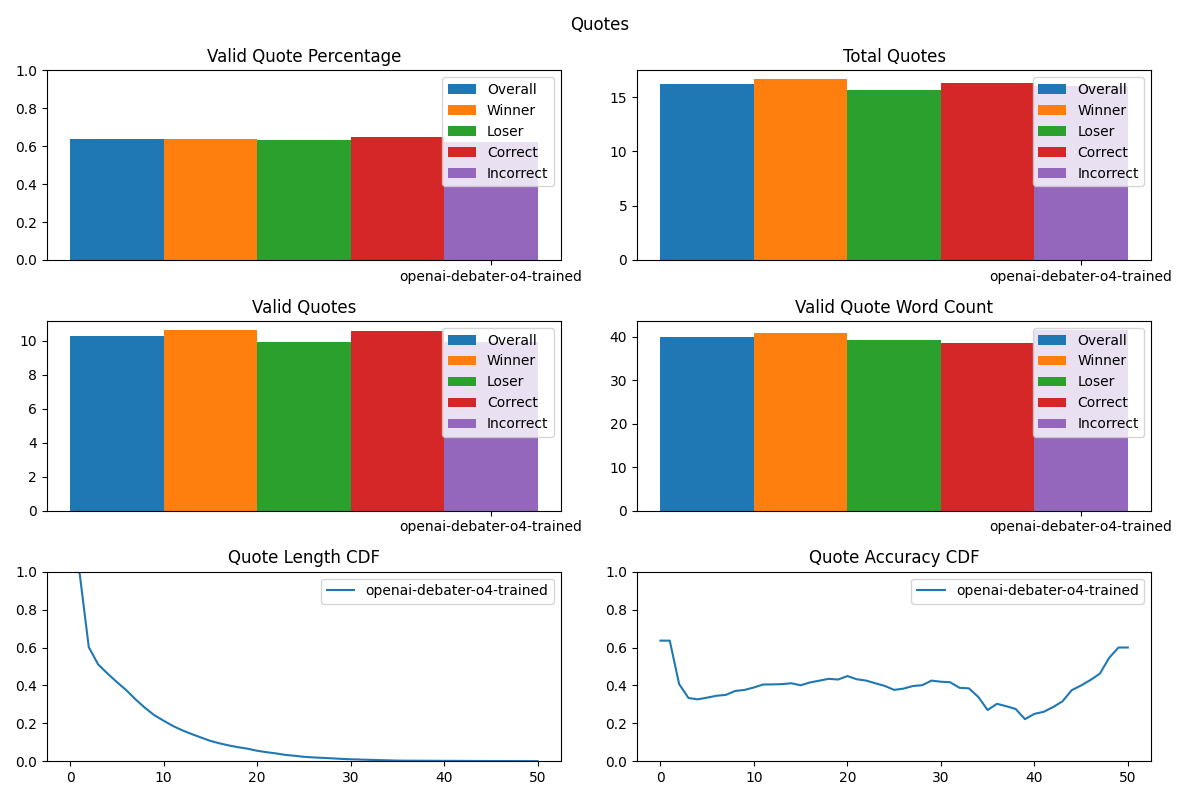 Quotes
Valid Quote Percentage
1.0
0.8
0.6
0.4
0.2
0.0
Overall
Winner
Loser
Correct
Incorrect
openai-debater-o4-trained
Total Quotes
15
10
5
0
Overall
Winner
Loser
Correct
Incorrect
openai-debater-o4-trained
Valid Quotes
10
8
6
4
2
0
Overall
Winner
Loser
Correct
Incorrect
openai-debater-o4-trained
Valid Quote Word Count
40
30
20
10
0
Overall
Winner
Loser
Correct
Incorrect
openai-debater-o4-trained
Quote Length CDF
1.0
0.8
0.6
0.4
0.2
0.0
openai-debater-o4-trained
0 10 20 30 40 50
Quote Accuracy CDF
1.0
0.8
0.6
0.4
0.2
0.0
openai-debater-o4-trained
0 10 20 30 40 50